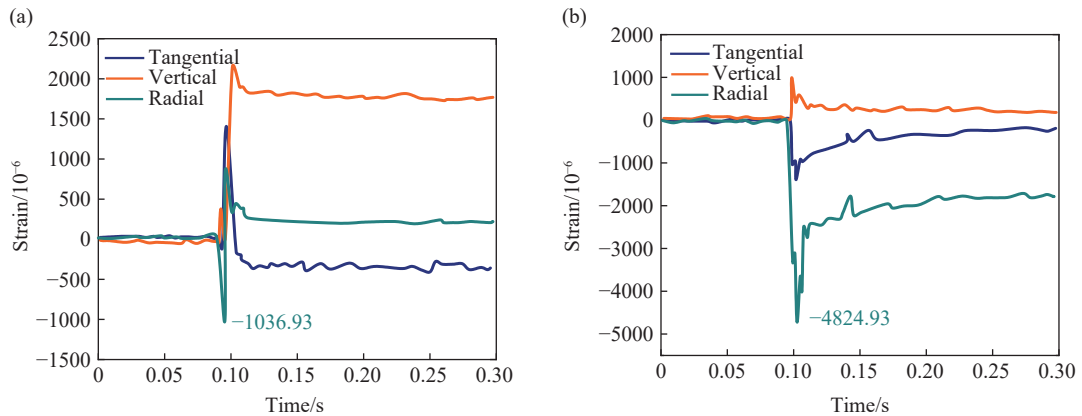 (a)
2500
2000
1500
1000
500
0
−500
−1000
−1500
Strain/10⁻⁶
Tangential
Vertical
Radial
−1036.93
0 0.05 0.10 0.15 0.20 0.25 0.30
Time/s
(b)
2000
1000
0
−1000
−2000
−3000
−4000
−5000
Strain/10⁻⁶
Tangential
Vertical
Radial
−4824.93
0 0.05 0.10 0.15 0.20 0.25 0.30
Time/s